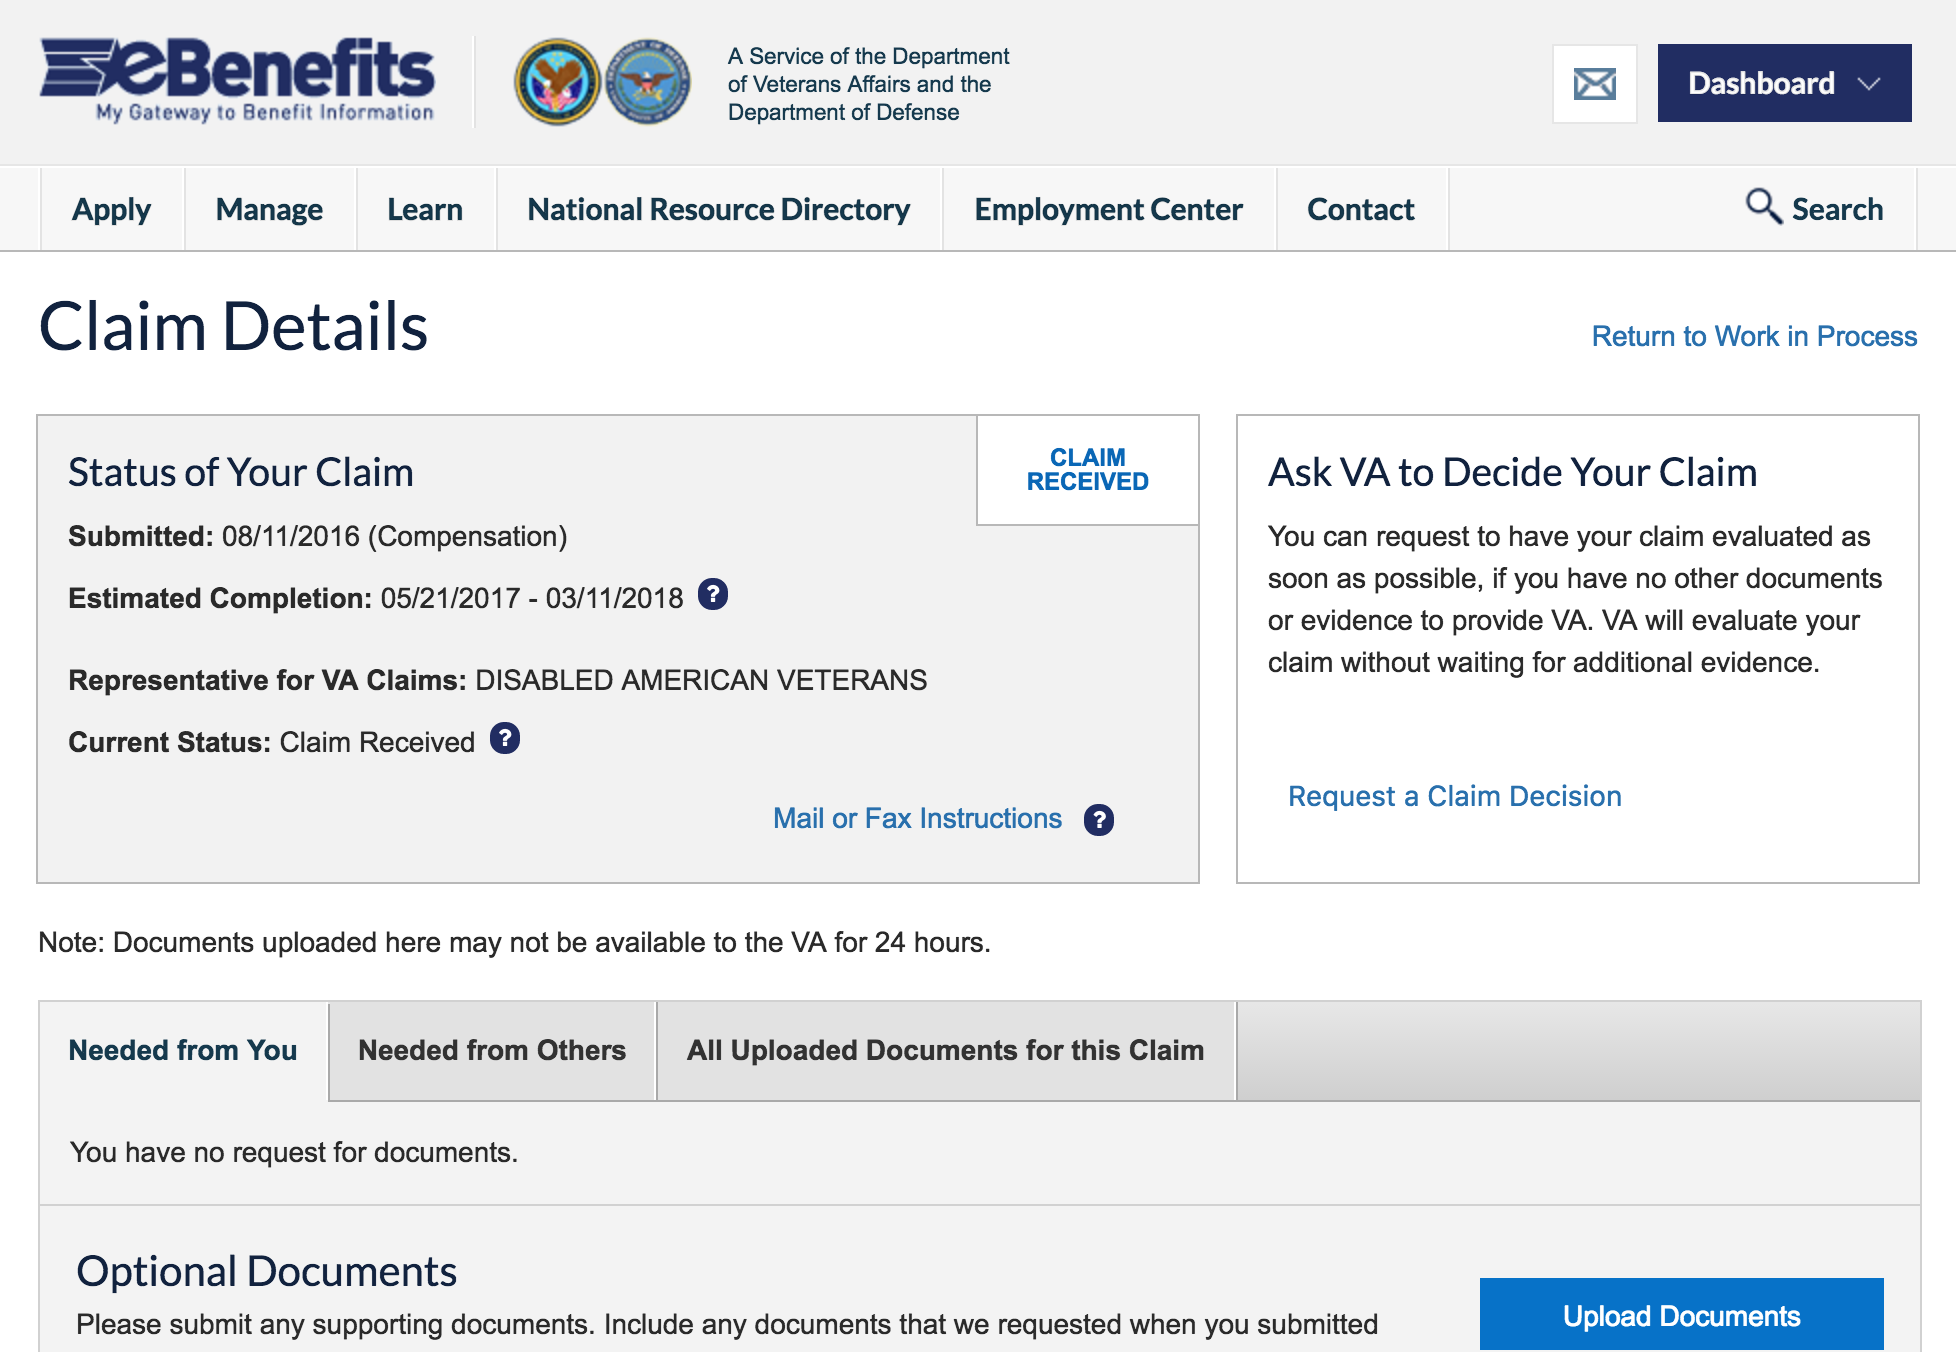 eBenefits
My Gateway to Benefit Information
A Service of the Department
of Veterans Affairs and the
Department of Defense
Dashboard
Apply
Manage
Learn
National Resource Directory
Employment Center
Contact
Search
Claim Details
Return to Work in Process
Status of Your Claim
CLAIM
RECEIVED
Submitted: 08/11/2016 (Compensation)
Estimated Completion: 05/21/2017 - 03/11/2018 ?
Representative for VA Claims: DISABLED AMERICAN VETERANS
Current Status: Claim Received ?
Mail or Fax Instructions ?
Ask VA to Decide Your Claim
You can request to have your claim evaluated as
soon as possible, if you have no other documents
or evidence to provide VA. VA will evaluate your
claim without waiting for additional evidence.
Request a Claim Decision
Note: Documents uploaded here may not be available to the VA for 24 hours.
Needed from You
Needed from Others
All Uploaded Documents for this Claim
You have no request for documents.
Optional Documents
Please submit any supporting documents. Include any documents that we requested when you submitted
Upload Documents